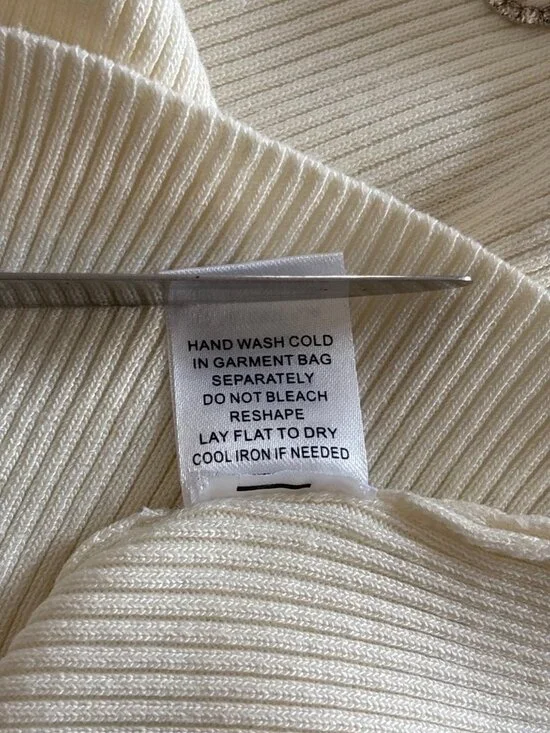 HAND WASH COLD
IN GARMENT BAG
SEPARATELY
DO NOT BLEACH
RESHAPE
LAY FLAT TO DRY
COOL IRON IF NEEDED